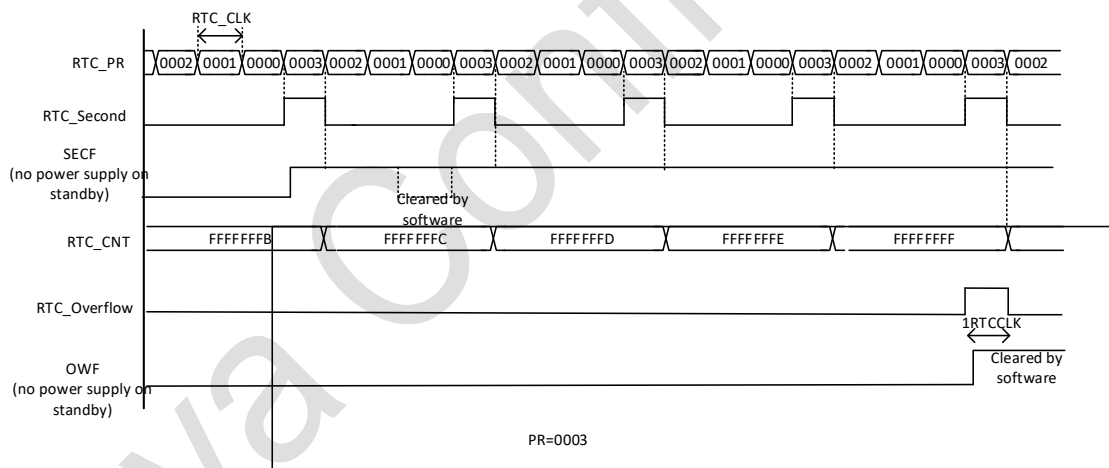 RTC_CLK
RTC_PR 0002 0001 0000 0003 0002 0001 0000 0003 0002 0001 0000 0003 0002 0001 0000 0003 0002 0001 0000 0003 0002
RTC_Second
SECF
(no power supply on
standby)
Cleared by
software
RTC_CNT FFFFFFFB FFFFFFFC FFFFFFFD FFFFFFFE FFFFFFFF
RTC_Overflow
1RTCCLK
OWF
(no power supply on
standby)
Cleared by
software
PR=0003